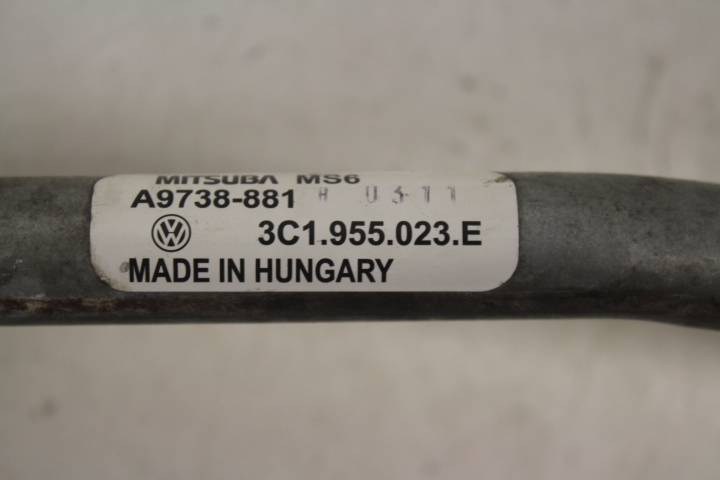 MITSUBA MS6
A9738-881
3C1.955.023.E
MADE IN HUNGARY